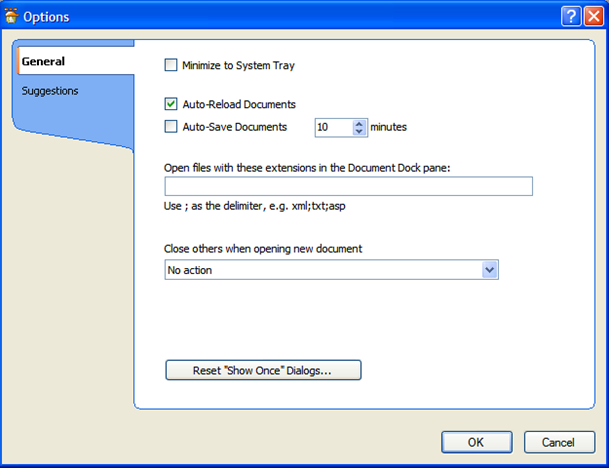 Options
General
Suggestions
Minimize to System Tray
Auto-Reload Documents
Auto-Save Documents 10 minutes
Open files with these extensions in the Document Dock pane:
Use ; as the delimiter, e.g. xml;txt;asp
Close others when opening new document
No action
Reset "Show Once" Dialogs...
OK Cancel